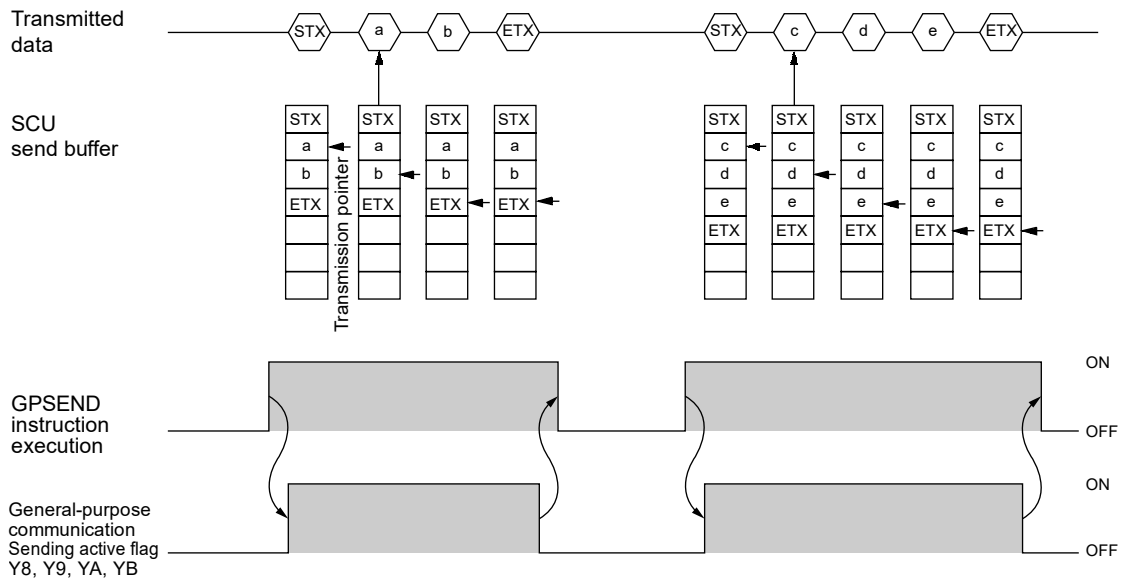 Transmitted
data
STX a b ETX STX c d e ETX
SCU
send buffer
STX STX STX STX STX STX STX STX STX
a a a a c c c c c
b b b b d d d d d
ETX ETX ETX ETX e e e e e
ETX ETX ETX ETX ETX
Transmission pointer
ON
GPSEND
instruction
execution
OFF
ON
General-purpose
communication
Sending active flag
Y8, Y9, YA, YB
OFF